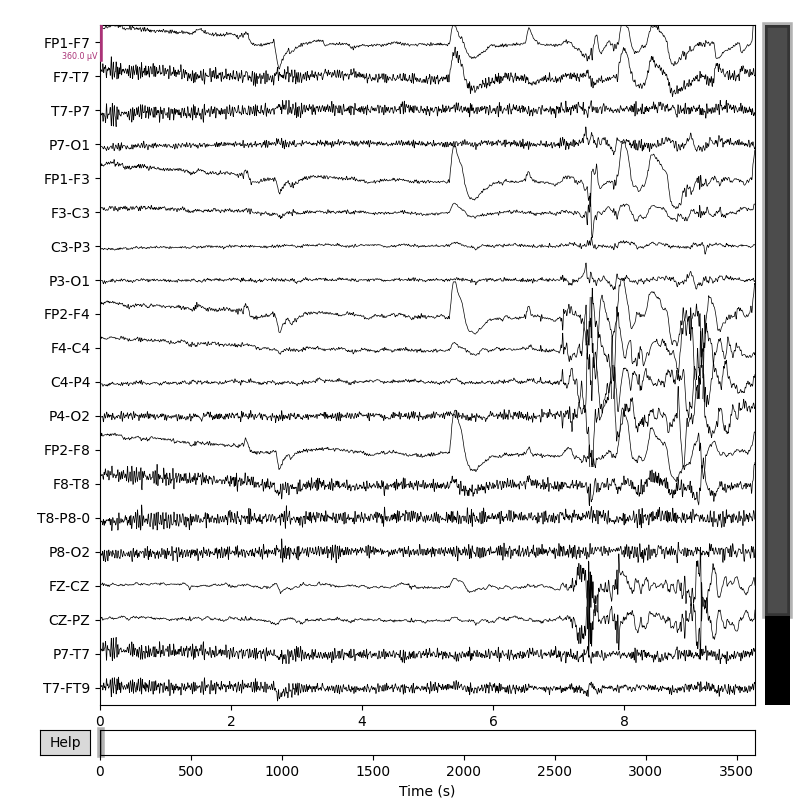 FP1-F7
360.0 µV
F7-T7
T7-P7
P7-O1
FP1-F3
F3-C3
C3-P3
P3-O1
FP2-F4
F4-C4
C4-P4
P4-O2
FP2-F8
F8-T8
T8-P8-0
P8-O2
FZ-CZ
CZ-PZ
P7-T7
T7-FT9
0 2 4 6 8
Help
0 500 1000 1500 2000 2500 3000 3500
Time (s)